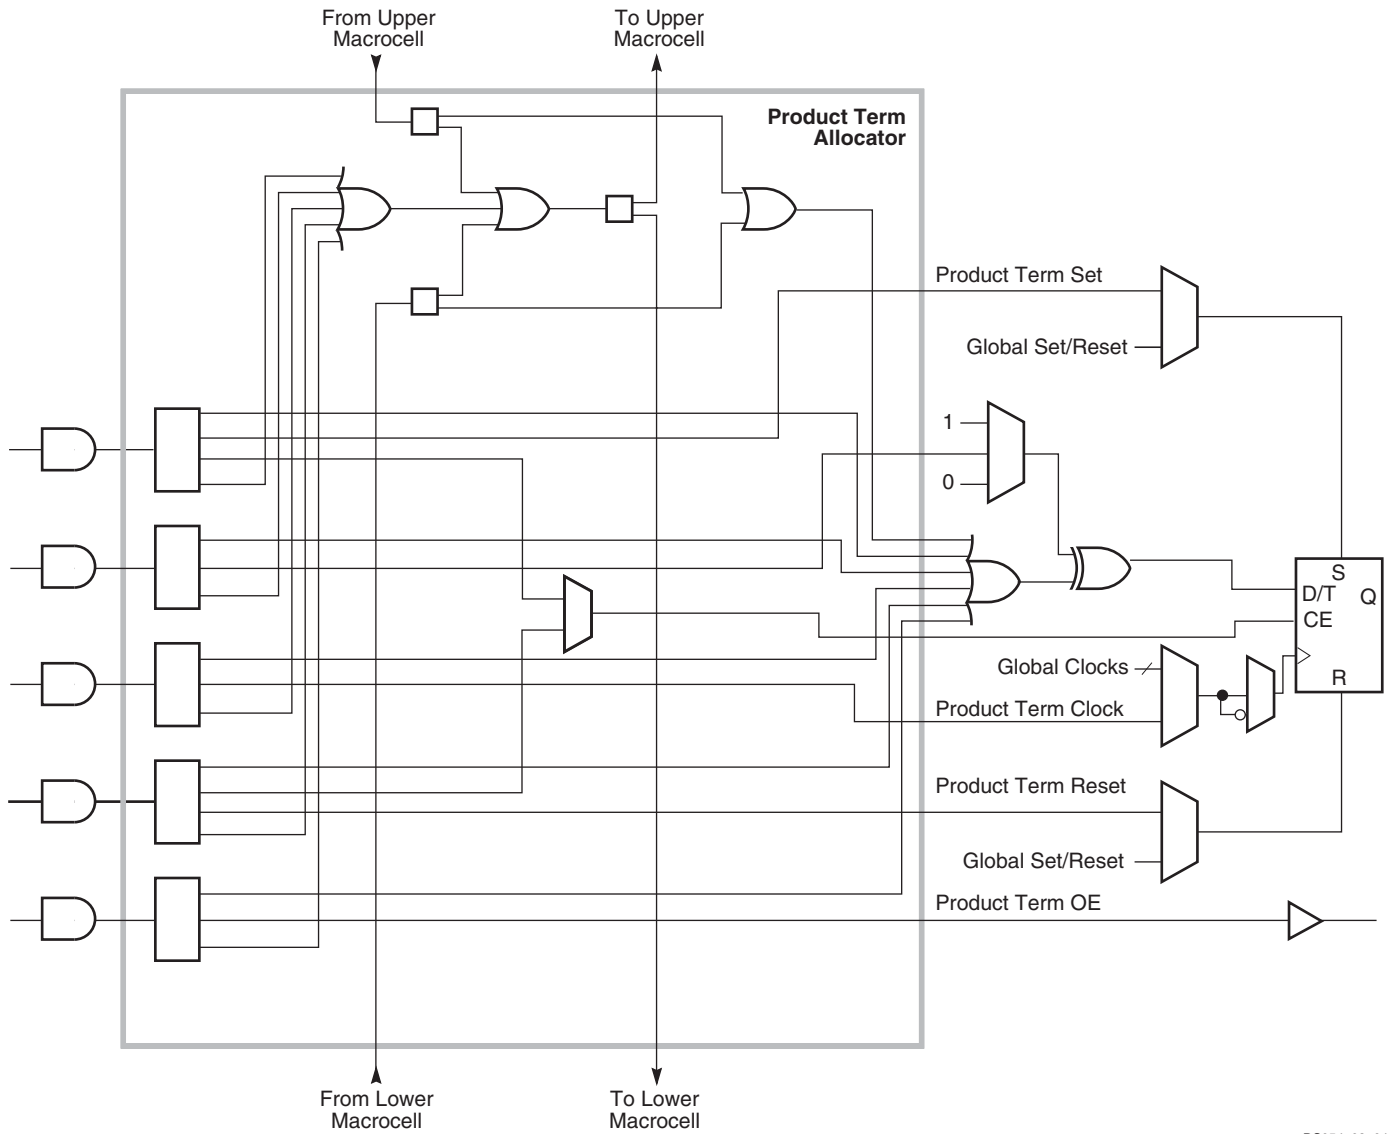 From Upper
Macrocell
To Upper
Macrocell
Product Term
Allocator
Product Term Set
Global Set/Reset
1
0
S
D/T
Q
CE
R
Global Clocks
Product Term Clock
Product Term Reset
Global Set/Reset
Product Term OE
From Lower
Macrocell
To Lower
Macrocell